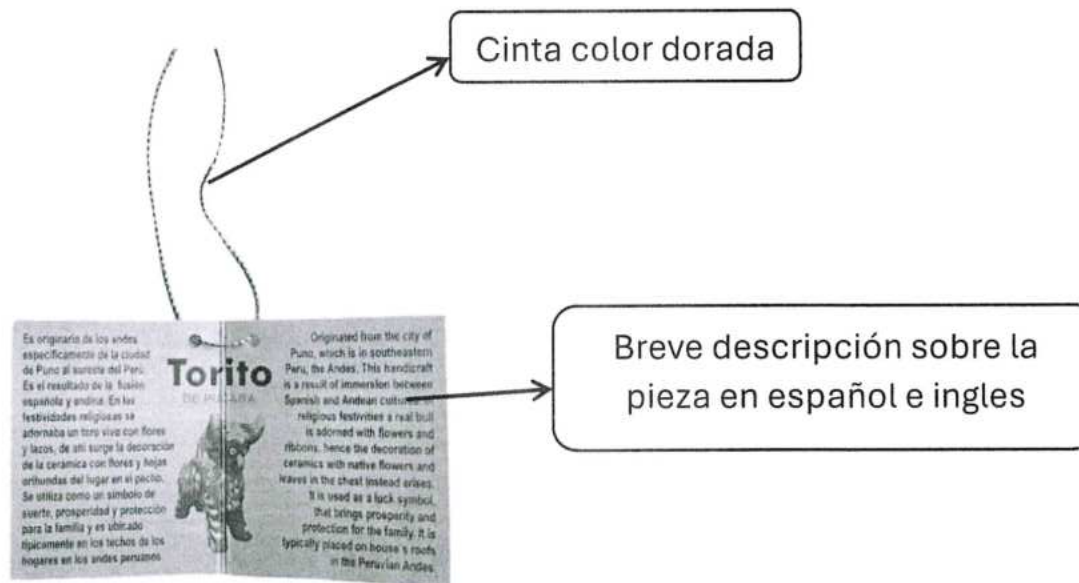 Cinta color dorada
Breve descripción sobre la
pieza en español e ingles
Es originario de los andes
especificamente de la ciudad
de Puno al sureste del Perú.
Es el resultado de la fusión
española y andina. En las
festividades religiosas se
adornaba un toro vivo con flores
y lazos, de ahí surge la decoración
de la ceramica con flores y hojas
oriundas del lugar en el pecho.
Se utiliza como un símbolo de
suerte, prosperidad y protección
para la familia y es ubicado
típicamente en los techos de los
hogares en los andes peruanos
Torito
DE PUCARA
Originated from the city of
Puno, which is in southeastern
Peru, the Andes. This handicraft
is a result of immersion between
Spanish and Andean
religious festivities a real bull
is adorned with flowers and
ribbons, hence the decoration of
ceramics with native flowers and
leaves in the chest instead arises.
It is used as a luck symbol,
that brings prosperity and
protection for the family. It is
typically placed on house's roofs
in the Peruvian Andes.